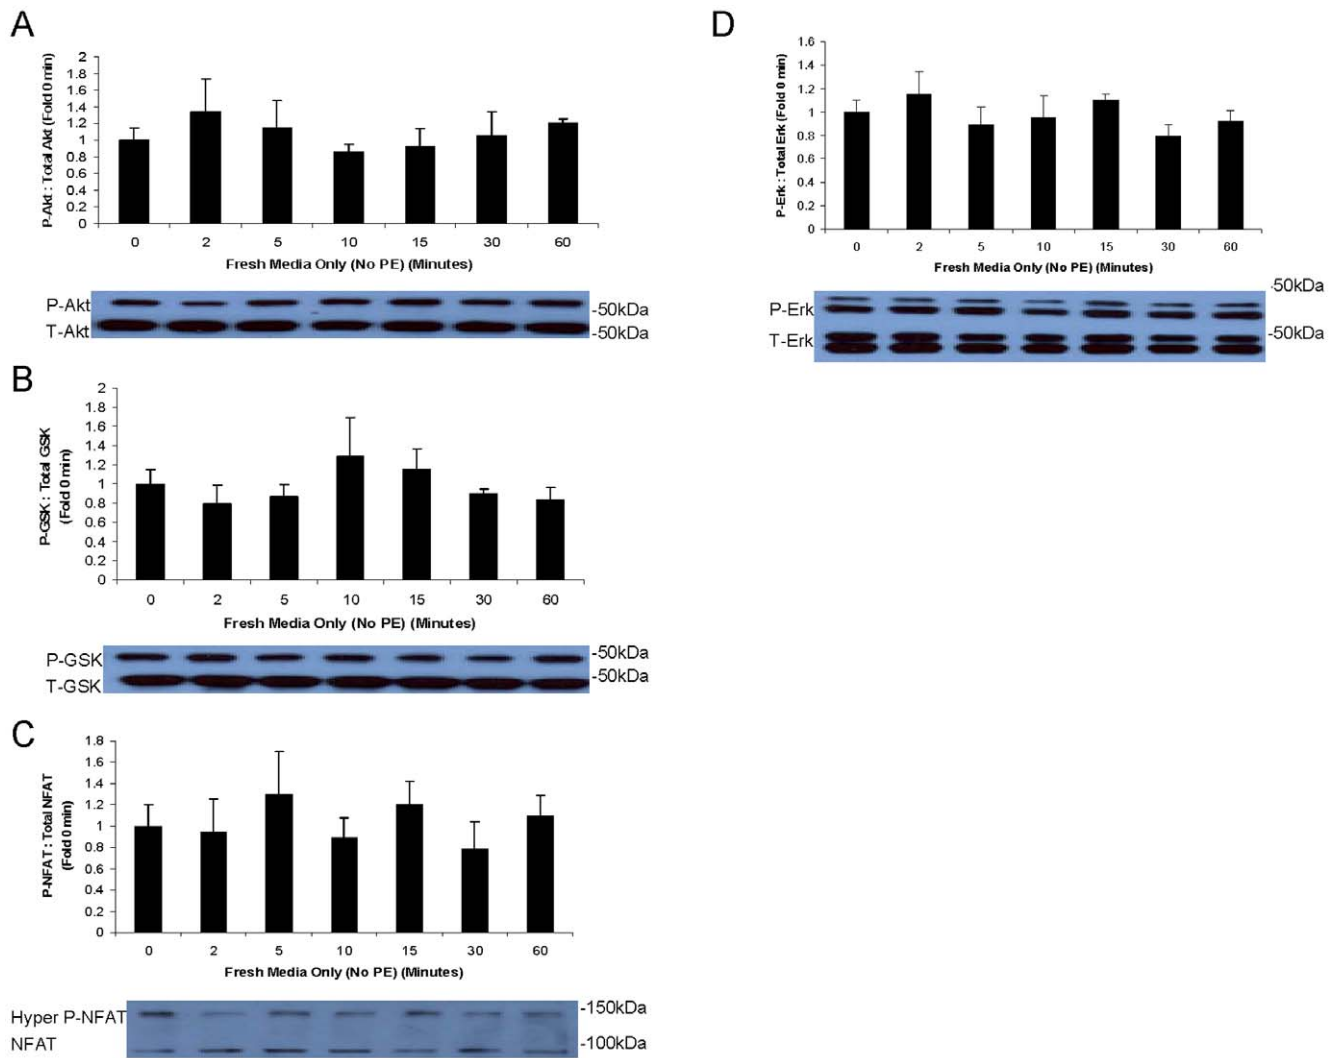 A
P-Akt : Total Akt (Fold 0 min)
2
1.8
1.6
1.4
1.2
1
0.8
0.6
0.4
0.2
0
0 2 5 10 15 30 60
Fresh Media Only (No PE) (Minutes)
P-Akt -50kDa
T-Akt -50kDa
B
P-GSK : Total GSK
(Fold 0 min)
2
1.8
1.6
1.4
1.2
1
0.8
0.6
0.4
0.2
0
0 2 5 10 15 30 60
Fresh Media Only (No PE) (Minutes)
P-GSK -50kDa
T-GSK -50kDa
C
P-NFAT : Total NFAT
(Fold 0 min)
1.8
1.6
1.4
1.2
1
0.8
0.6
0.4
0.2
0
0 2 5 10 15 30 60
Fresh Media Only (No PE) (Minutes)
Hyper P-NFAT -150kDa
NFAT -100kDa
D
P-Erk : Total Erk (Fold 0 min)
1.6
1.4
1.2
1
0.8
0.6
0.4
0.2
0
0 2 5 10 15 30 60
Fresh Media Only (No PE) (Minutes)
-50kDa
P-Erk
T-Erk -50kDa